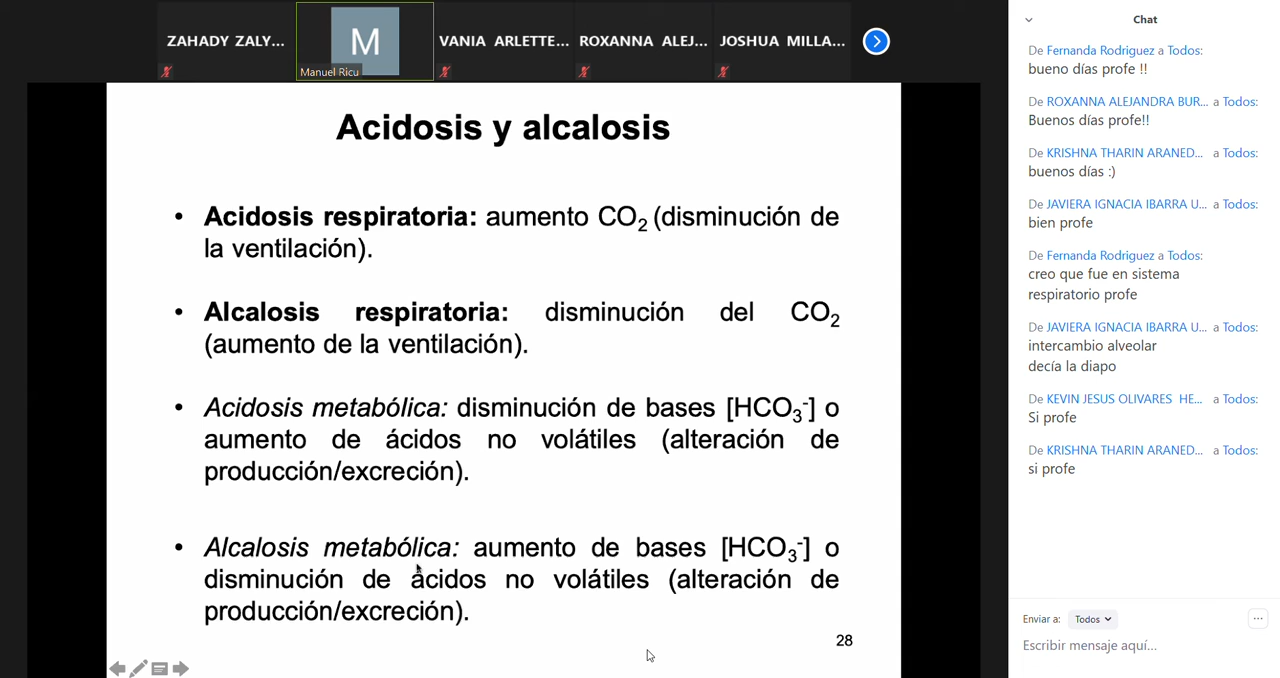 ZAHADY ZALY...
M
Manuel Ricu
VANIA ARLETTE...
ROXANNA ALEJ...
JOSHUA MILLA...
Acidosis y alcalosis
• Acidosis respiratoria: aumento CO₂ (disminución de
la ventilación).
• Alcalosis respiratoria: disminución del CO₂
(aumento de la ventilación).
• Acidosis metabólica: disminución de bases [HCO₃⁻] o
aumento de ácidos no volátiles (alteración de
producción/excreción).
• Alcalosis metabólica: aumento de bases [HCO₃⁻] o
disminución de ácidos no volátiles (alteración de
producción/excreción).
28
Chat
De Fernanda Rodriguez a Todos:
bueno días profe !!
De ROXANNA ALEJANDRA BUR... a Todos:
Buenos días profe!!
De KRISHNA THARIN ARANED... a Todos:
buenos días :)
De JAVIERA IGNACIA IBARRA U... a Todos:
bien profe
De Fernanda Rodriguez a Todos:
creo que fue en sistema
respiratorio profe
De JAVIERA IGNACIA IBARRA U... a Todos:
intercambio alveolar
decía la diapo
De KEVIN JESUS OLIVARES HE... a Todos:
Si profe
De KRISHNA THARIN ARANED... a Todos:
si profe
Enviar a: Todos
Escribir mensaje aquí...